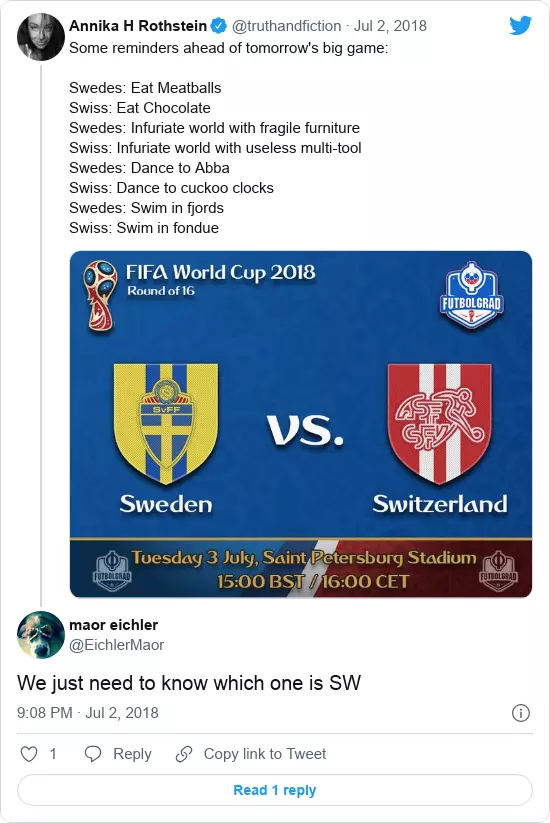 Annika H Rothstein @truthandfiction · Jul 2, 2018
Some reminders ahead of tomorrow's big game:
Swedes: Eat Meatballs
Swiss: Eat Chocolate
Swedes: Infuriate world with fragile furniture
Swiss: Infuriate world with useless multi-tool
Swedes: Dance to Abba
Swiss: Dance to cuckoo clocks
Swedes: Swim in fjords
Swiss: Swim in fondue
FIFA World Cup 2018
Round of 16
FUTBOLGRAD
SvFF
ASF SFV
vs.
Sweden
Switzerland
FUTBOLGRAD
Tuesday 3 July, Saint Petersburg Stadium
15:00 BST / 16:00 CET
FUTBOLGRAD
maor eichler
@EichlerMaor
We just need to know which one is SW
9:08 PM · Jul 2, 2018
1 Reply Copy link to Tweet
Read 1 reply